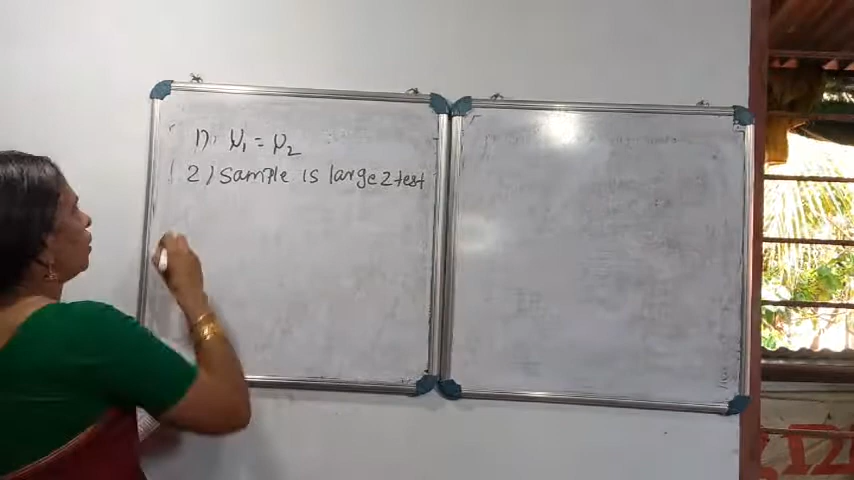 1) μ₁ = μ₂
2) Sample is large z test